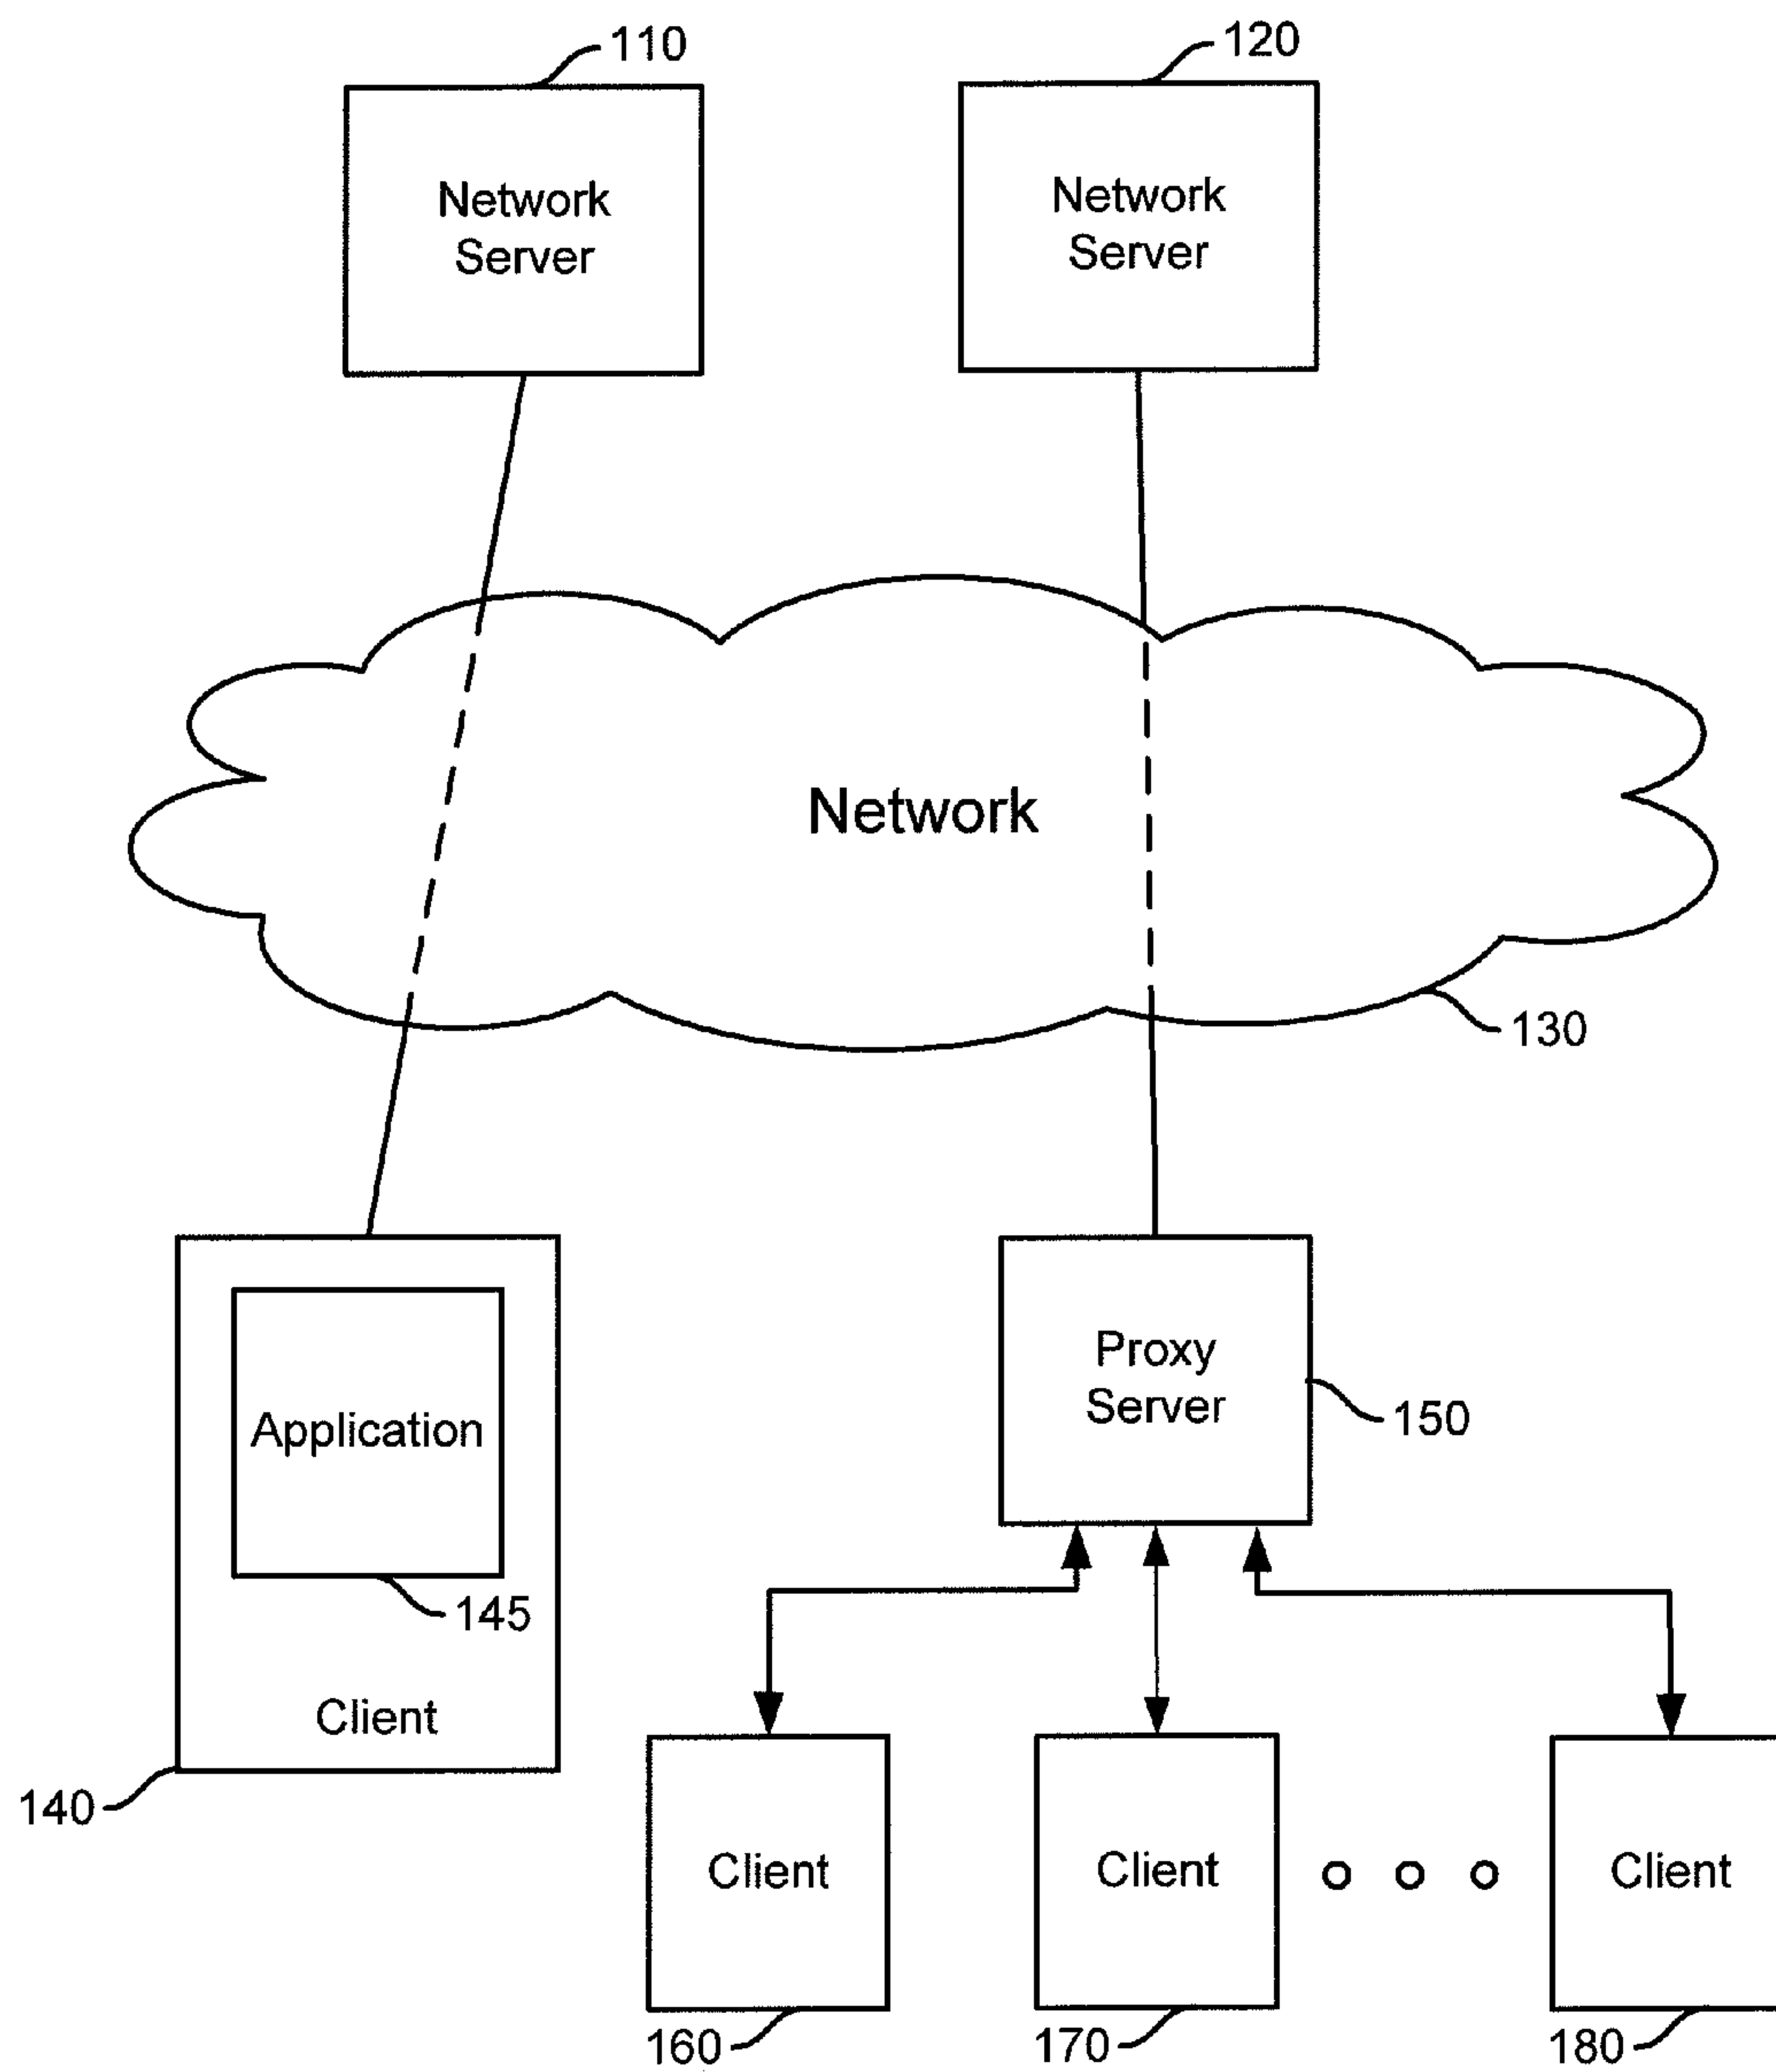 110
120
Network
Server
Network
Server
Network
130
Proxy
Server
150
Application
145
Client
140
Client
Client
Client
160
170
180